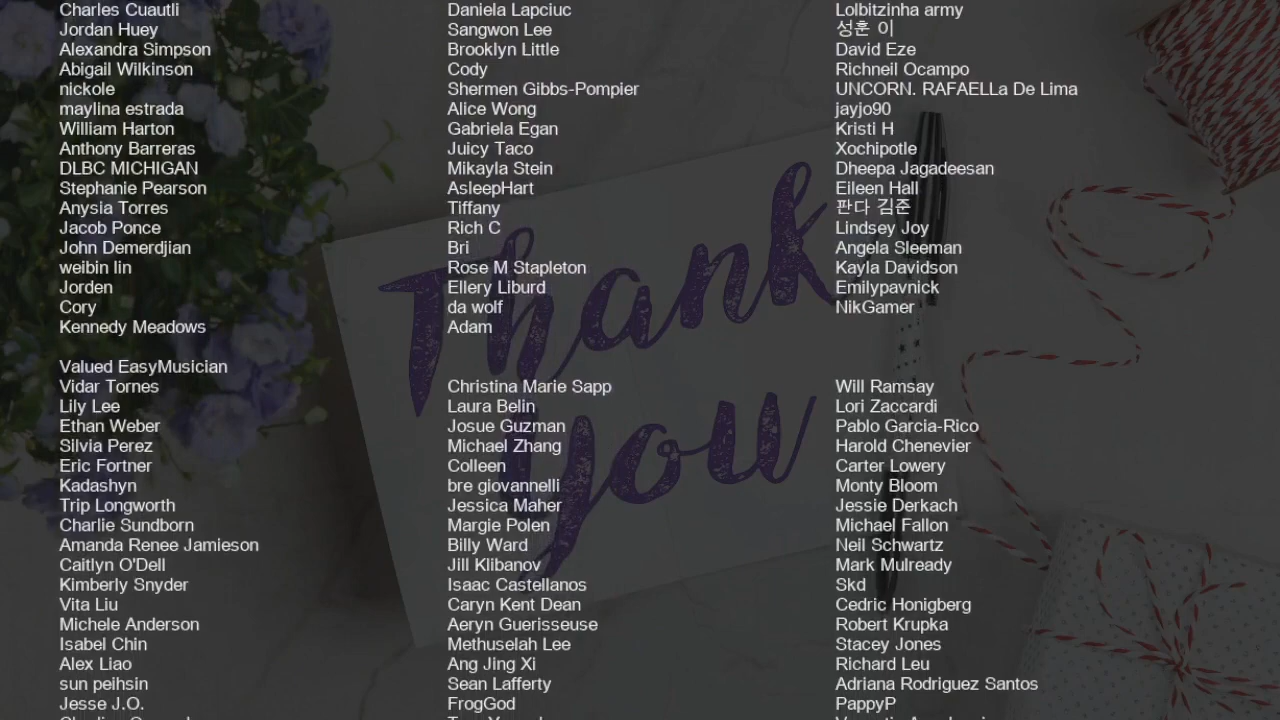 Charles Cuautli
Jordan Huey
Alexandra Simpson
Abigail Wilkinson
nickole
maylina estrada
William Harton
Anthony Barreras
DLBC MICHIGAN
Stephanie Pearson
Anysia Torres
Jacob Ponce
John Demerdjian
weibin lin
Jorden
Cory
Kennedy Meadows
Daniela Lapciuc
Sangwon Lee
Brooklyn Little
Cody
Shermen Gibbs-Pompier
Alice Wong
Gabriela Egan
Juicy Taco
Mikayla Stein
AsleepHart
Tiffany
Rich C
Bri
Rose M Stapleton
Ellery Liburd
da wolf
Adam
Lolbitzinha army
성훈 이
David Eze
Richneil Ocampo
UNCORN. RAFAELLa De Lima
jayjo90
Kristi H
Xochipotle
Dheepa Jagadeesan
Eileen Hall
판다 김준
Lindsey Joy
Angela Sleeman
Kayla Davidson
Emilypavnick
NikGamer
Valued EasyMusician
Vidar Tornes
Lily Lee
Ethan Weber
Silvia Perez
Eric Fortner
Kadashyn
Trip Longworth
Charlie Sundborn
Amanda Renee Jamieson
Caitlyn O'Dell
Kimberly Snyder
Vita Liu
Michele Anderson
Isabel Chin
Alex Liao
sun peihsin
Jesse J.O.
Christina Marie Sapp
Laura Belin
Josue Guzman
Michael Zhang
Colleen
bre giovannelli
Jessica Maher
Margie Polen
Billy Ward
Jill Klibanov
Isaac Castellanos
Caryn Kent Dean
Aeryn Guerisseuse
Methuselah Lee
Ang Jing Xi
Sean Lafferty
FrogGod
Will Ramsay
Lori Zaccardi
Pablo Garcia-Rico
Harold Chenevier
Carter Lowery
Monty Bloom
Jessie Derkach
Michael Fallon
Neil Schwartz
Mark Mulready
Skd
Cedric Honigberg
Robert Krupka
Stacey Jones
Richard Leu
Adriana Rodriguez Santos
PappyP
Thank
you